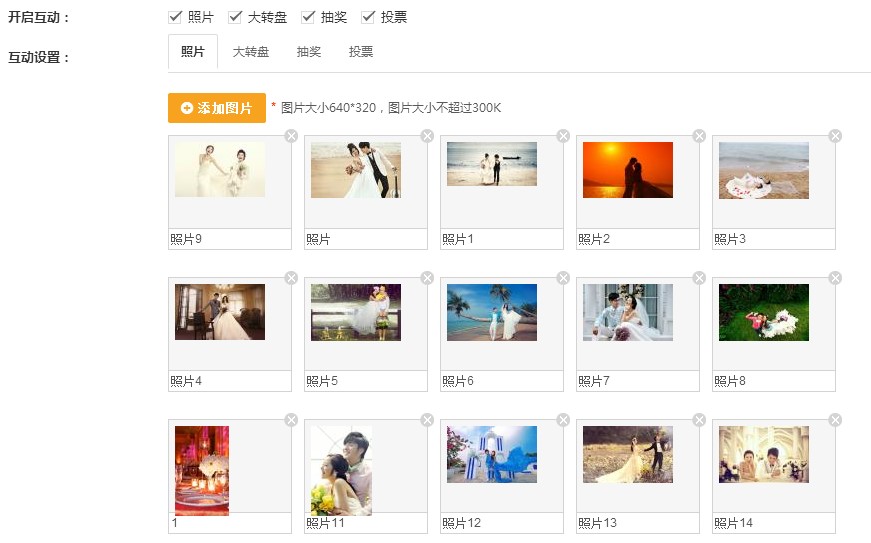 开启互动： 照片 大转盘 抽奖 投票
互动设置： 照片 大转盘 抽奖 投票
添加图片 * 图片大小640*320，图片大小不超过300K
照片9 照片 照片1 照片2 照片3
照片4 照片5 照片6 照片7 照片8
1 照片11 照片12 照片13 照片14